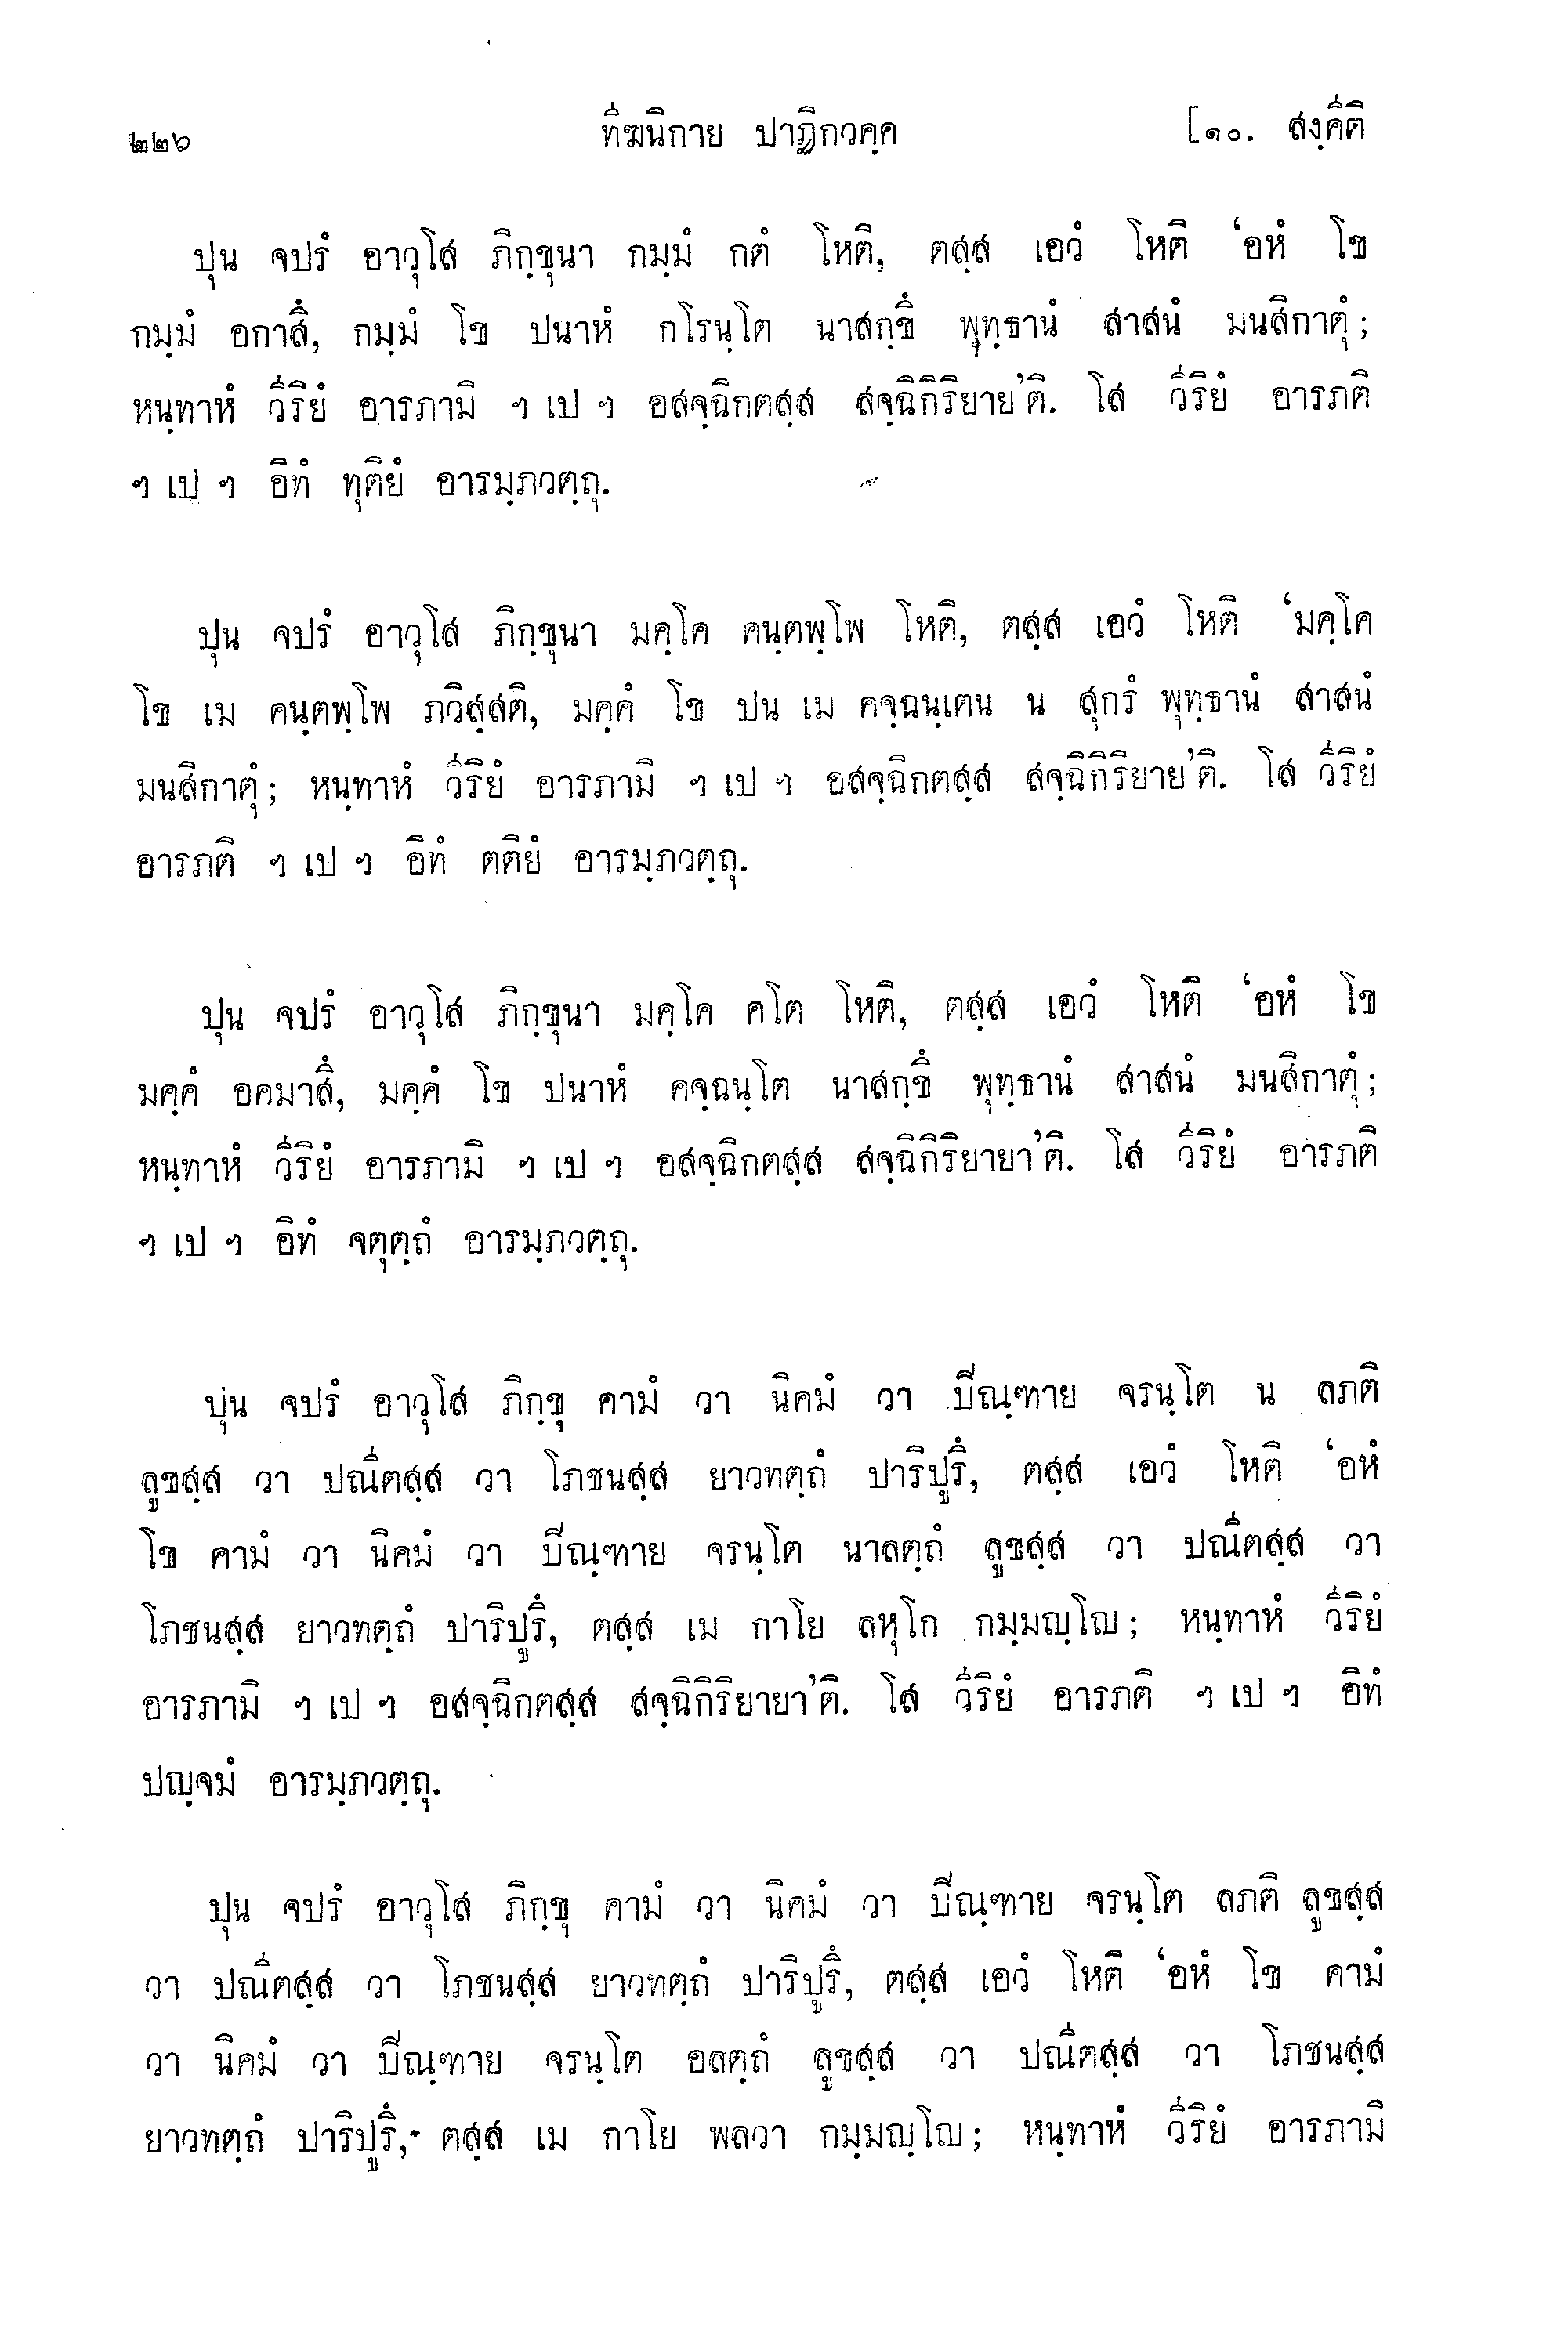 ๒๒๖ ทีฆนิกาย ปาฏิกวคฺค [๑๐. สงฺคีติ
ปุน จปรํ อาวุโส ภิกฺขุนา กมฺมํ กตํ โหติ, ตสฺส เอวํ โหติ ‘อหํ โข
กมฺมํ อกาสึ, กมฺมํ โข ปนาหํ กโรนฺโต นาสกฺขึ พุทฺธานํ สาสนํ มนสิกาตุํ;
หนฺทาหํ วีริยํ อารภามิ ฯ เป ฯ อสจฺฉิกตสฺส สจฺฉิกิริยาย’ติ. โส วีริยํ อารภติ
ฯ เป ฯ อิทํ ทุติยํ อารมฺภวตฺถุ.
ปุน จปรํ อาวุโส ภิกฺขุนา มคฺโค คนฺตพฺโพ โหติ, ตสฺส เอวํ โหติ ‘มคฺโค
โข เม คนฺตพฺโพ ภวิสฺสติ, มคฺคํ โข ปน เม คจฺฉนฺเตน น สุกรํ พุทฺธานํ สาสนํ
มนสิกาตุํ; หนฺทาหํ วีริยํ อารภามิ ฯ เป ฯ อสจฺฉิกตสฺส สจฺฉิกิริยาย’ติ. โส วีริยํ
อารภติ ฯ เป ฯ อิทํ ตติยํ อารมฺภวตฺถุ.
ปุน จปรํ อาวุโส ภิกฺขุนา มคฺโค คโต โหติ, ตสฺส เอวํ โหติ ‘อหํ โข
มคฺคํ อคมาสึ, มคฺคํ โข ปนาหํ คจฺฉนฺโต นาสกฺขึ พุทฺธานํ สาสนํ มนสิกาตุํ;
หนฺทาหํ วีริยํ อารภามิ ฯ เป ฯ อสจฺฉิกตสฺส สจฺฉิกิริยายา’ติ. โส วีริยํ อารภติ
ฯ เป ฯ อิทํ จตุตฺถํ อารมฺภวตฺถุ.
ปุน จปรํ อาวุโส ภิกฺขุ คามํ วา นิคมํ วา ปิณฺฑาย จรนฺโต น ลภติ
ลูขสฺส วา ปณีตสฺส วา โภชนสฺส ยาวทตฺถํ ปาริปูรึ, ตสฺส เอวํ โหติ ‘อหํ
โข คามํ วา นิคมํ วา ปิณฺฑาย จรนฺโต นาลตฺถํ ลูขสฺส วา ปณีตสฺส วา
โภชนสฺส ยาวทตฺถํ ปาริปูรึ, ตสฺส เม กาโย ลหุโก กมฺมญฺโญ; หนฺทาหํ วีริยํ
อารภามิ ฯ เป ฯ อสจฺฉิกตสฺส สจฺฉิกิริยายา’ติ. โส วีริยํ อารภติ ฯ เป ฯ อิทํ
ปญฺจมํ อารมฺภวตฺถุ.
ปุน จปรํ อาวุโส ภิกฺขุ คามํ วา นิคมํ วา ปิณฺฑาย จรนฺโต ลภติ ลูขสฺส
วา ปณีตสฺส วา โภชนสฺส ยาวทตฺถํ ปาริปูรึ, ตสฺส เอวํ โหติ ‘อหํ โข คามํ
วา นิคมํ วา ปิณฺฑาย จรนฺโต อลตฺถํ ลูขสฺส วา ปณีตสฺส วา โภชนสฺส
ยาวทตฺถํ ปาริปูรึ, ตสฺส เม กาโย พลวา กมฺมญฺโญ; หนฺทาหํ วีริยํ อารภามิ